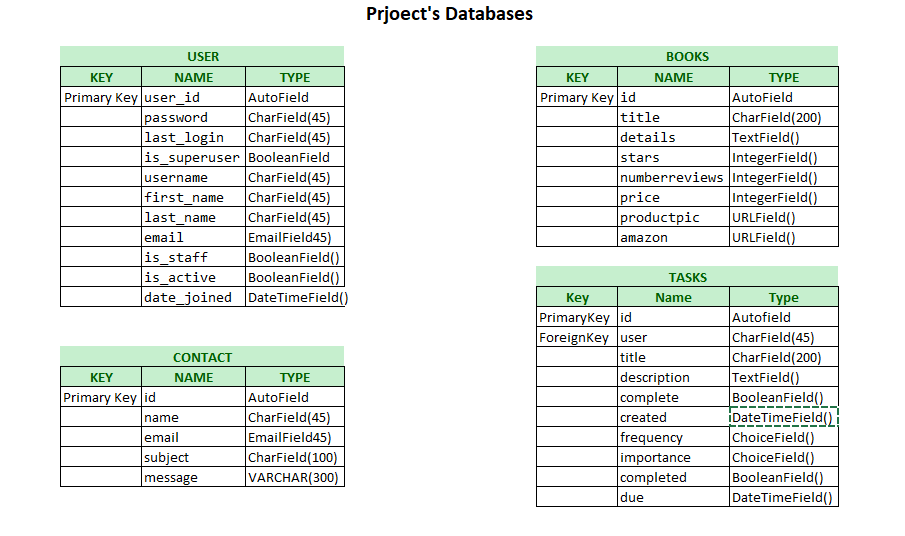 Prjoect's Databases
USER
KEY NAME TYPE
Primary Key user_id AutoField
password CharField(45)
last_login CharField(45)
is_superuser BooleanField
username CharField(45)
first_name CharField(45)
last_name CharField(45)
email EmailField45)
is_staff BooleanField()
is_active BooleanField()
date_joined DateTimeField()
CONTACT
KEY NAME TYPE
Primary Key id AutoField
name CharField(45)
email EmailField45)
subject CharField(100)
message VARCHAR(300)
BOOKS
KEY NAME TYPE
Primary Key id AutoField
title CharField(200)
details TextField()
stars IntegerField()
numberreviews IntegerField()
price IntegerField()
productpic URLField()
amazon URLField()
TASKS
Key Name Type
PrimaryKey id Autofield
ForeignKey user CharField(45)
title CharField(200)
description TextField()
complete BooleanField()
created DateTimeField()
frequency ChoiceField()
importance ChoiceField()
completed BooleanField()
due DateTimeField()